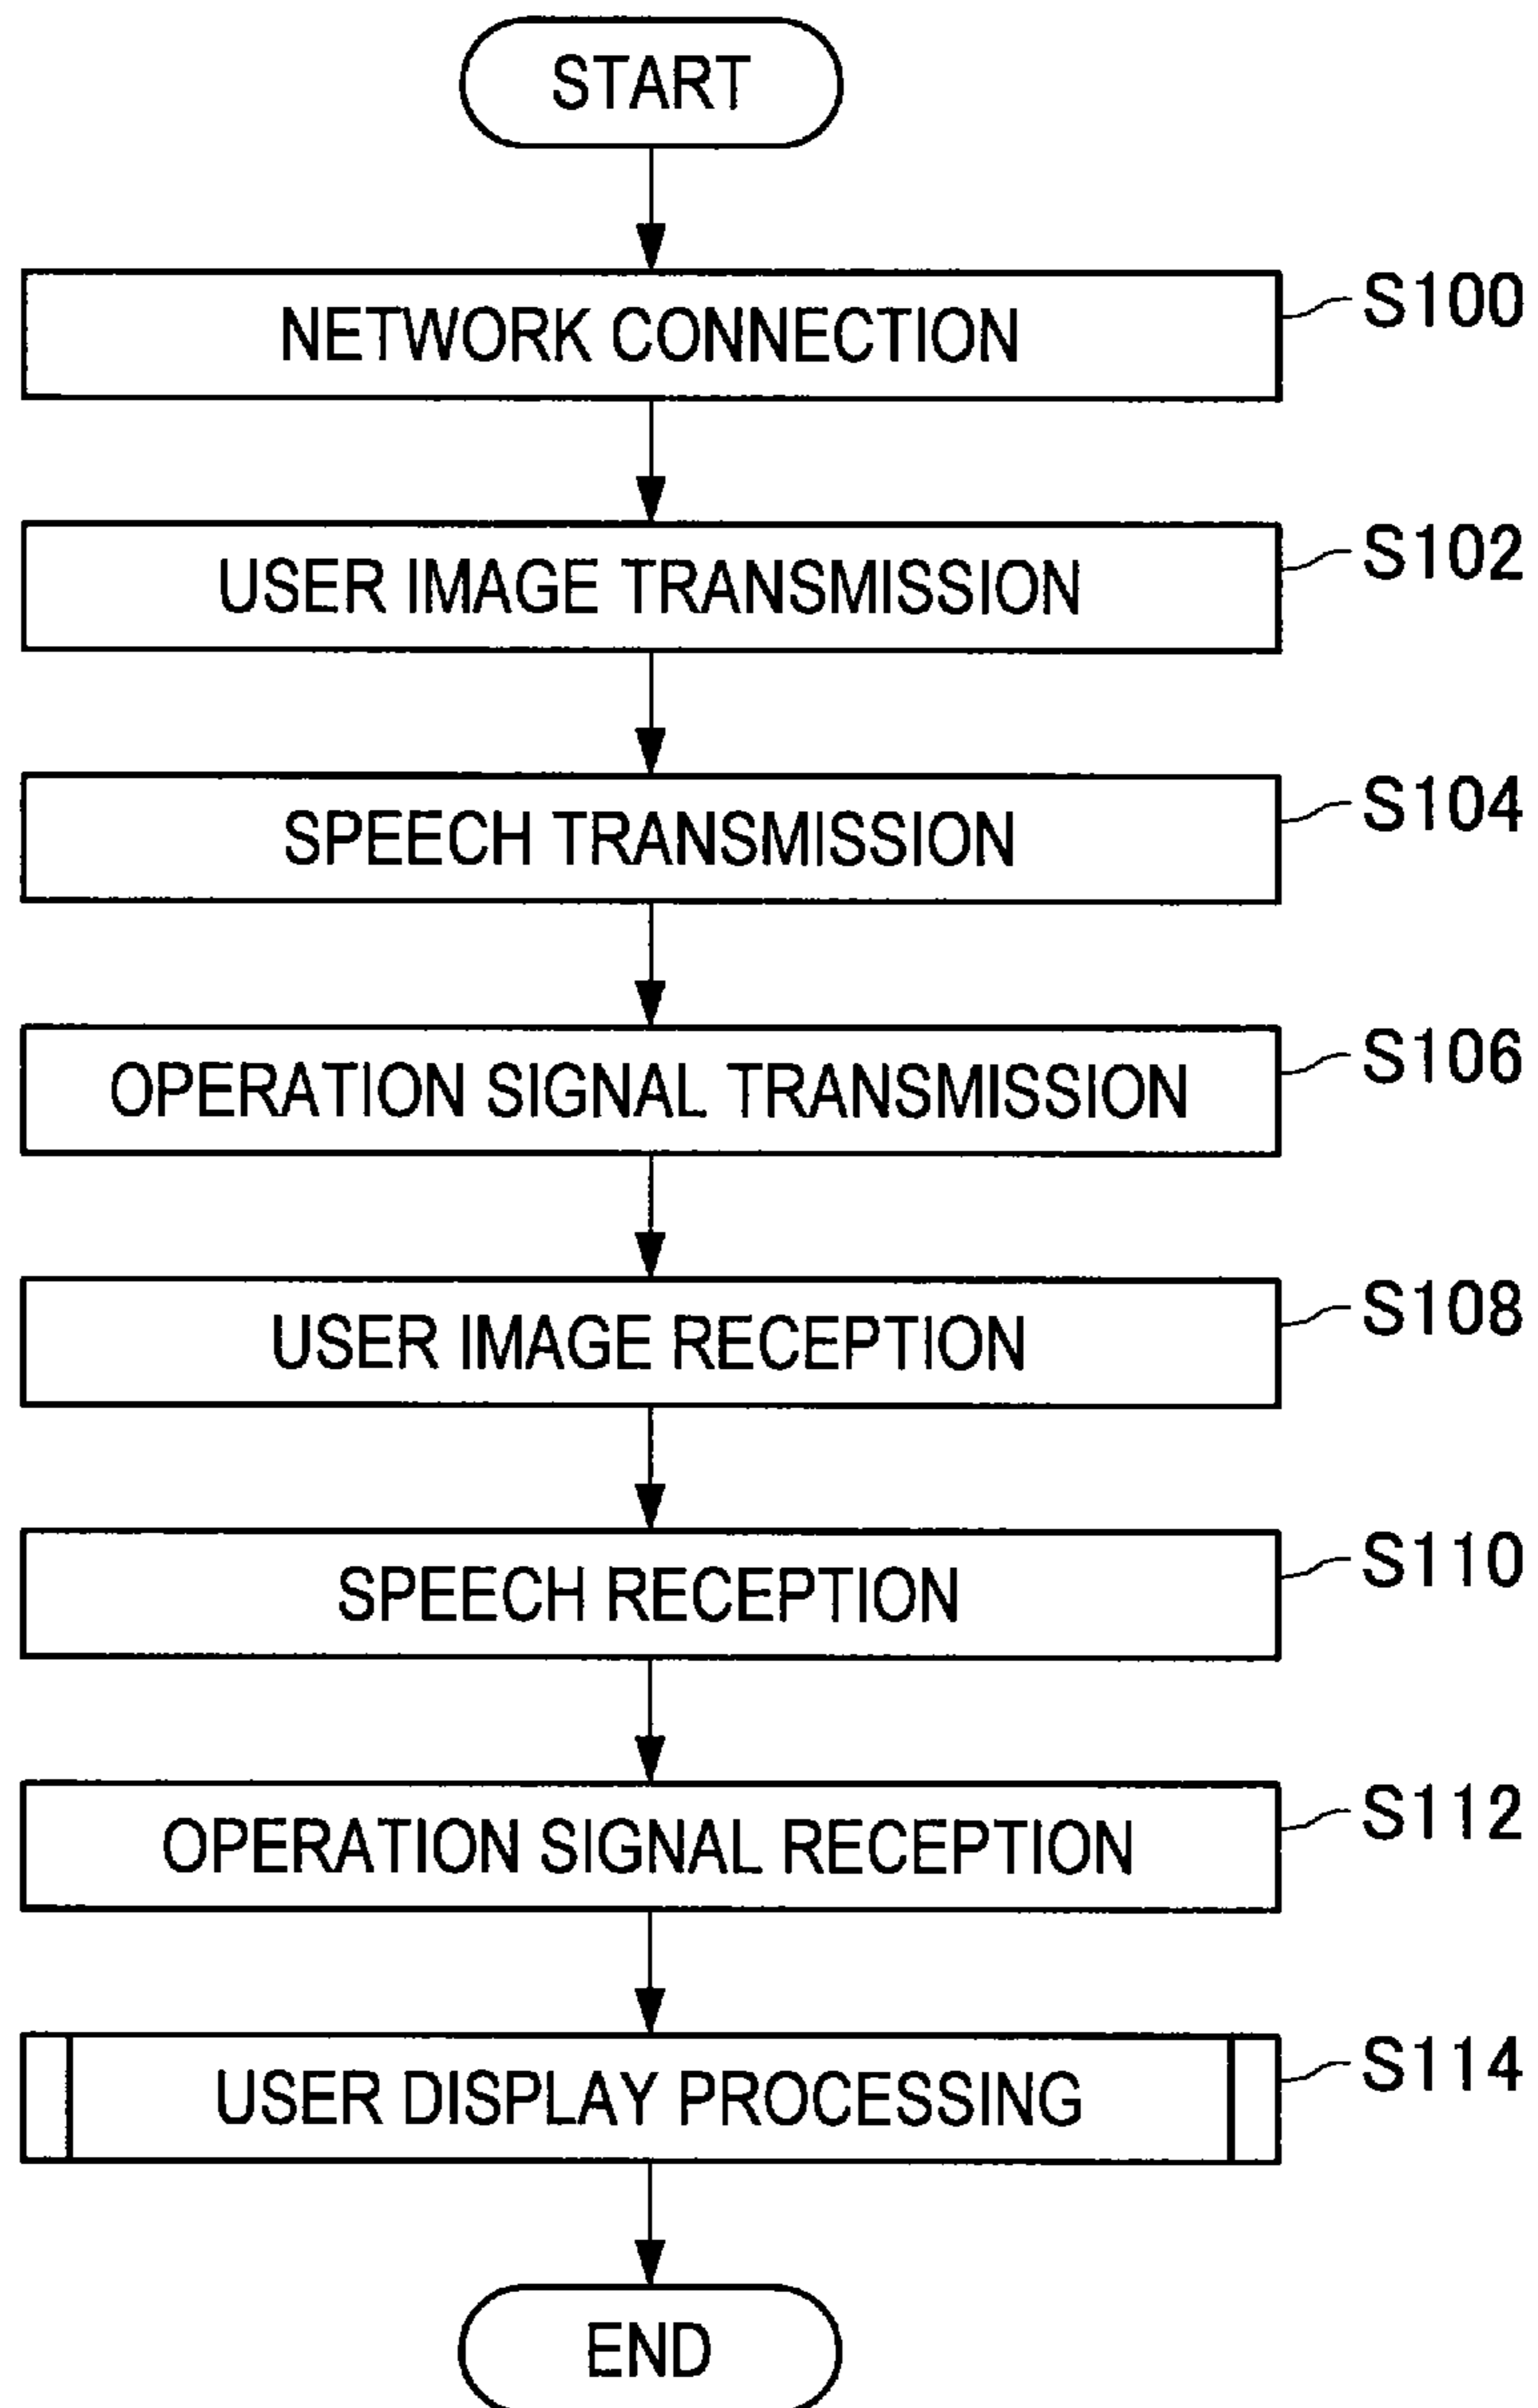 START
NETWORK CONNECTION
S100
USER IMAGE TRANSMISSION
S102
SPEECH TRANSMISSION
S104
OPERATION SIGNAL TRANSMISSION
S106
USER IMAGE RECEPTION
S108
SPEECH RECEPTION
S110
OPERATION SIGNAL RECEPTION
S112
USER DISPLAY PROCESSING
S114
END